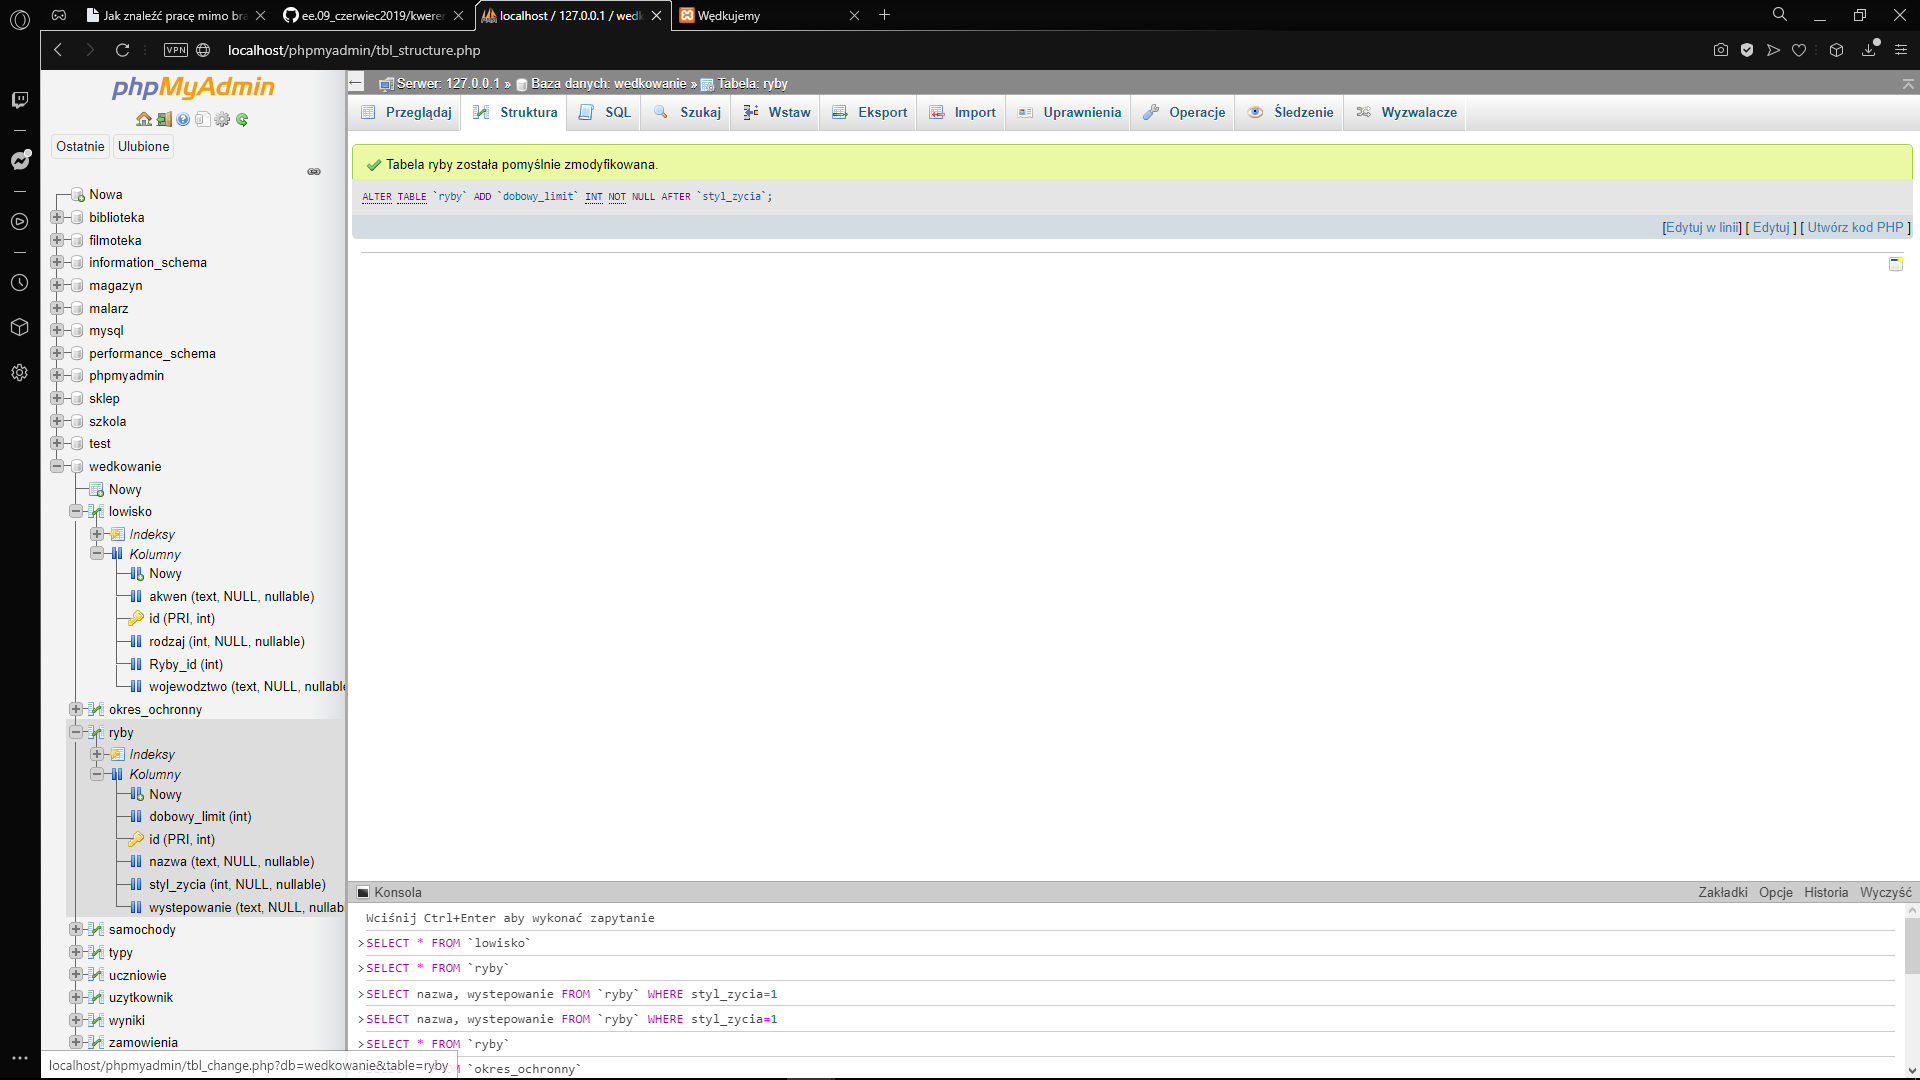 Jak znaleźć pracę mimo bra
ee.09_czerwiec2019/kwerer
localhost / 127.0.0.1 / wedk
Wędkujemy
VPN
localhost/phpmyadmin/tbl_structure.php
phpMyAdmin
Ostatnie
Ulubione
Nowa
biblioteka
filmoteka
information_schema
magazyn
malarz
mysql
performance_schema
phpmyadmin
sklep
szkola
test
wedkowanie
Nowy
lowisko
Indeksy
Kolumny
Nowy
akwen (text, NULL, nullable)
id (PRI, int)
rodzaj (int, NULL, nullable)
Ryby_id (int)
wojewodztwo (text, NULL, nullable
okres_ochronny
ryby
Indeksy
Kolumny
Nowy
dobowy_limit (int)
id (PRI, int)
nazwa (text, NULL, nullable)
styl_zycia (int, NULL, nullable)
wystepowanie (text, NULL, nullab
samochody
typy
uczniowie
uzytkownik
wyniki
zamowienia
localhost/phpmyadmin/tbl_change.php?db=wedkowanie&table=ryby
Serwer: 127.0.0.1 » Baza danych: wedkowanie » Tabela: ryby
Przeglądaj
Struktura
SQL
Szukaj
Wstaw
Eksport
Import
Uprawnienia
Operacje
Śledzenie
Wyzwalacze
Tabela ryby została pomyślnie zmodyfikowana.
ALTER TABLE `ryby` ADD `dobowy_limit` INT NOT NULL AFTER `styl_zycia`;
[Edytuj w linii] [ Edytuj ] [ Utwórz kod PHP ]
Konsola
Zakładki
Opcje
Historia
Wyczyść
Wciśnij Ctrl+Enter aby wykonać zapytanie
>SELECT * FROM `lowisko`
>SELECT * FROM `ryby`
>SELECT nazwa, wystepowanie FROM `ryby` WHERE styl_zycia=1
>SELECT nazwa, wystepowanie FROM `ryby` WHERE styl_zycia=1
>SELECT * FROM `ryby`
`okres_ochronny`